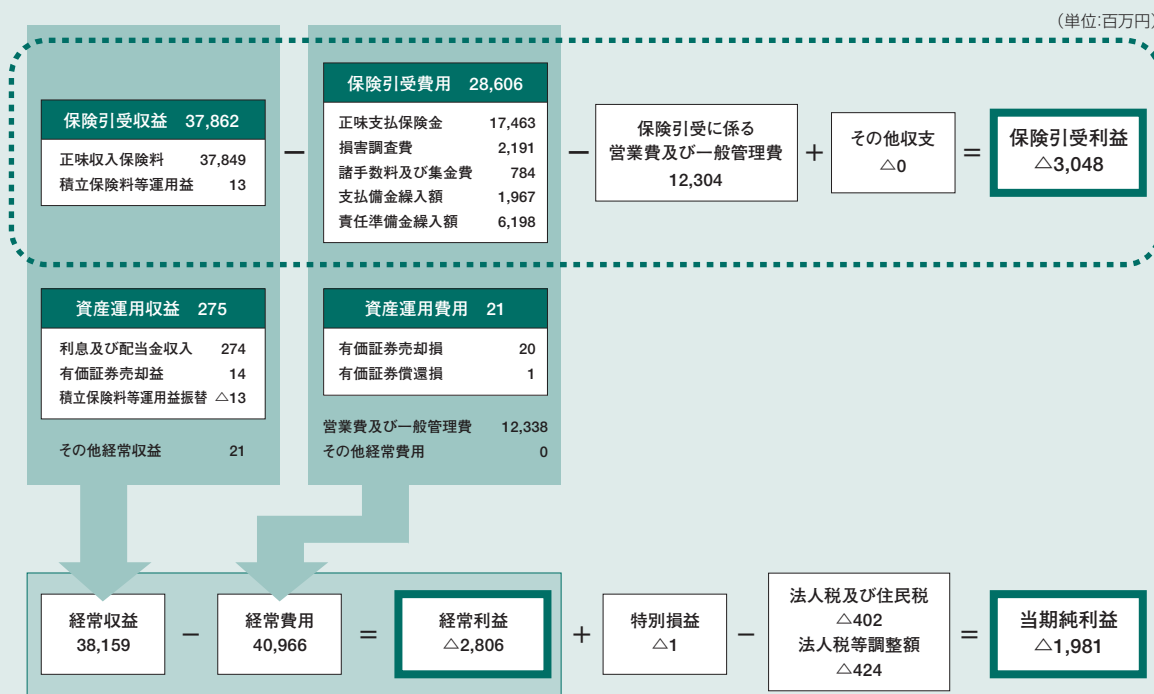 (単位:百万円)
保険引受収益 37,862
正味収入保険料 37,849
積立保険料等運用益 13
−
保険引受費用 28,606
正味支払保険金 17,463
損害調査費 2,191
諸手数料及び集金費 784
支払備金繰入額 1,967
責任準備金繰入額 6,198
−
保険引受に係る
営業費及び一般管理費
12,304
+
その他収支
△0
=
保険引受利益
△3,048
資産運用収益 275
利息及び配当金収入 274
有価証券売却益 14
積立保険料等運用益振替 △13
その他経常収益 21
資産運用費用 21
有価証券売却損 20
有価証券償還損 1
営業費及び一般管理費 12,338
その他経常費用 0
経常収益
38,159
−
経常費用
40,966
=
経常利益
△2,806
+
特別損益
△1
−
法人税及び住民税
△402
法人税等調整額
△424
=
当期純利益
△1,981